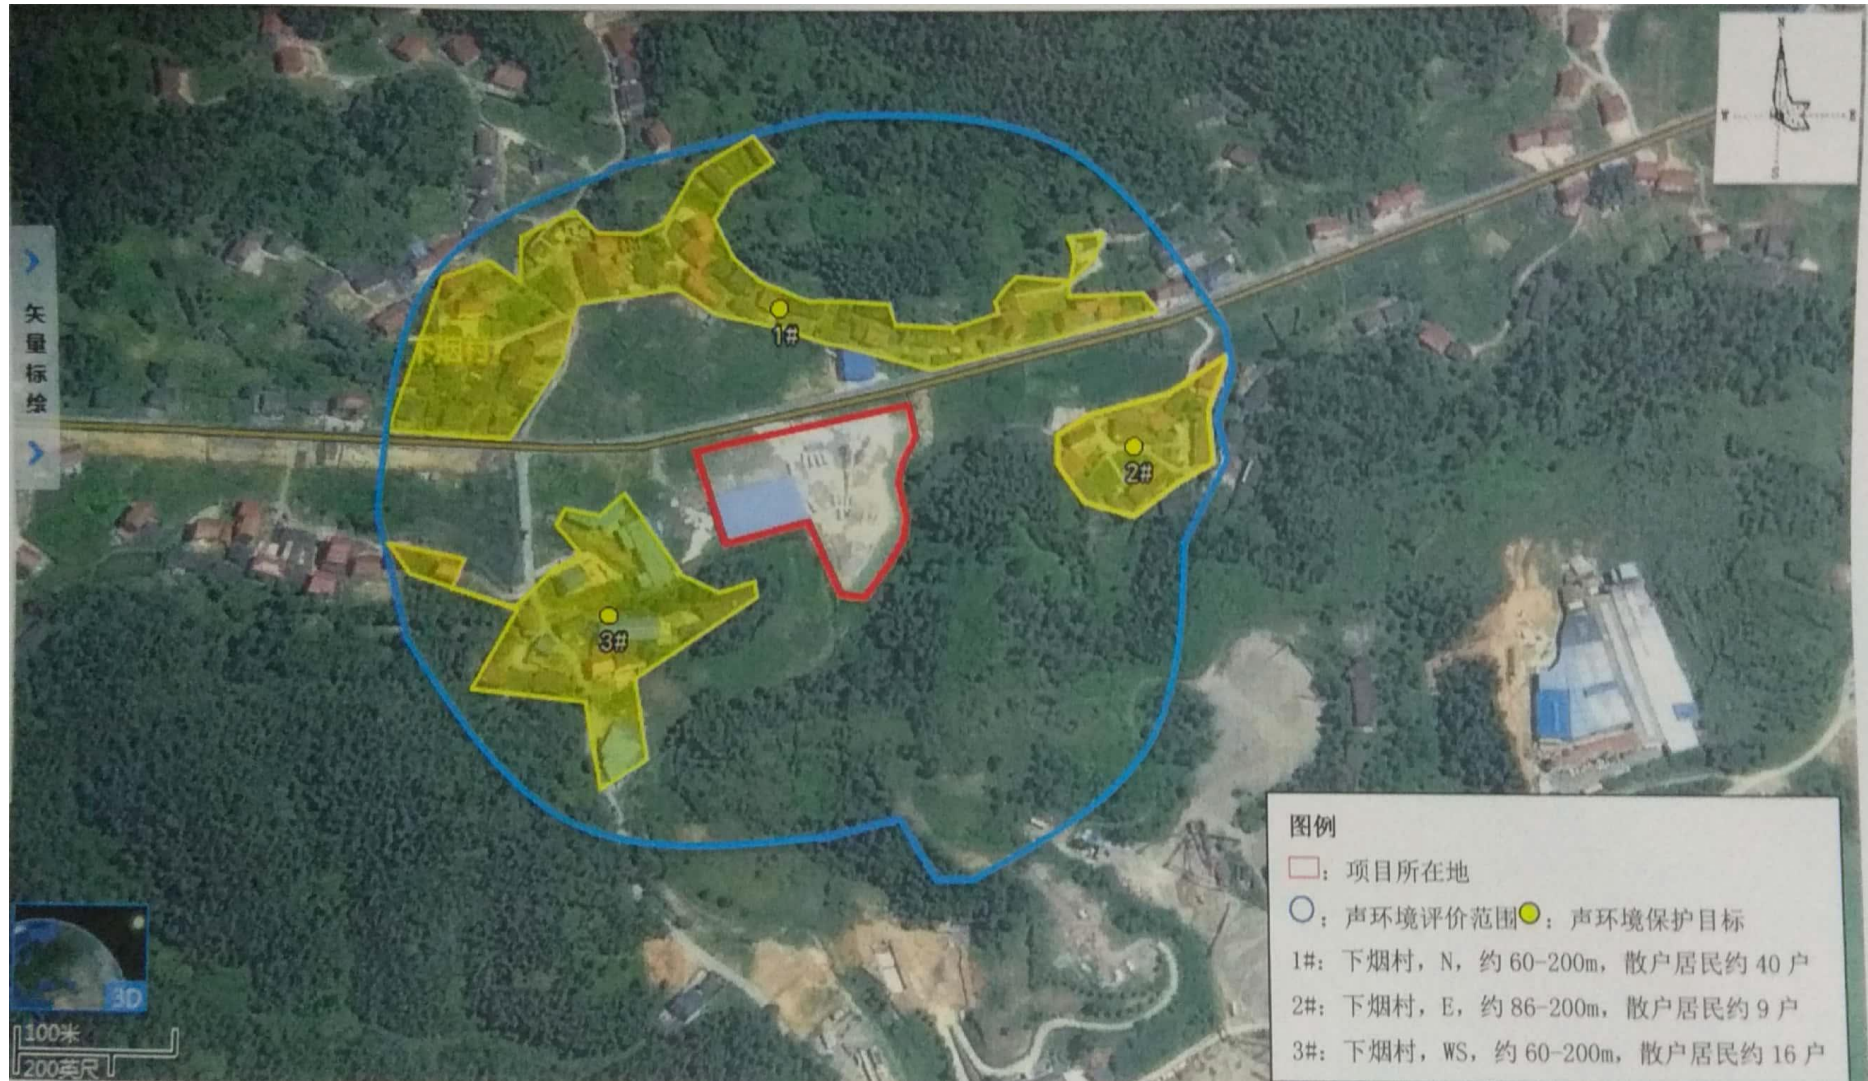 N
W
E
S
矢量标绘
下烟村
1#
2#
3#
3D
100米
200英尺
图例
：项目所在地
：声环境评价范围 ：声环境保护目标
1#：下烟村，N，约 60-200m，散户居民约 40 户
2#：下烟村，E，约 86-200m，散户居民约 9 户
3#：下烟村，WS，约 60-200m，散户居民约 16 户